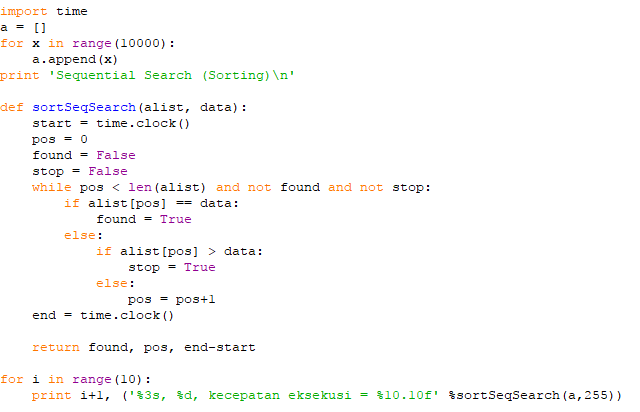 import time
a = []
for x in range(10000):
    a.append(x)
print 'Sequential Search (Sorting)\n'

def sortSeqSearch(alist, data):
    start = time.clock()
    pos = 0
    found = False
    stop = False
    while pos < len(alist) and not found and not stop:
        if alist[pos] == data:
            found = True
        else:
            if alist[pos] > data:
                stop = True
            else:
                pos = pos+1
    end = time.clock()

    return found, pos, end-start

for i in range(10):
    print i+1, ('%3s, %d, kecepatan eksekusi = %10.10f' %sortSeqSearch(a,255))